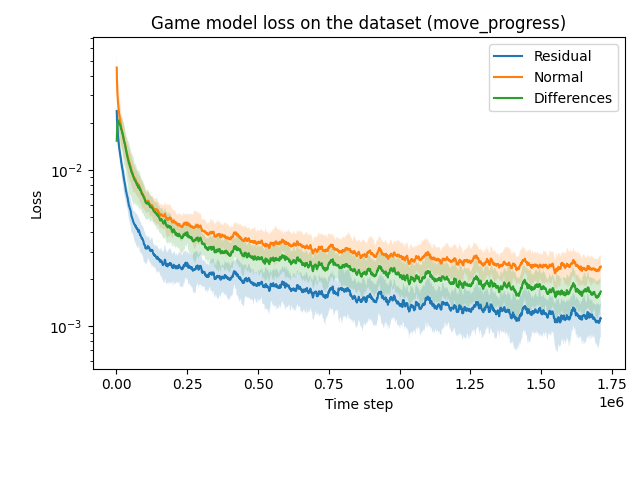 Game model loss on the dataset (move_progress)
Residual
Normal
Differences
Loss
10⁻²
10⁻³
0.00 0.25 0.50 0.75 1.00 1.25 1.50 1.75
1e6
Time step